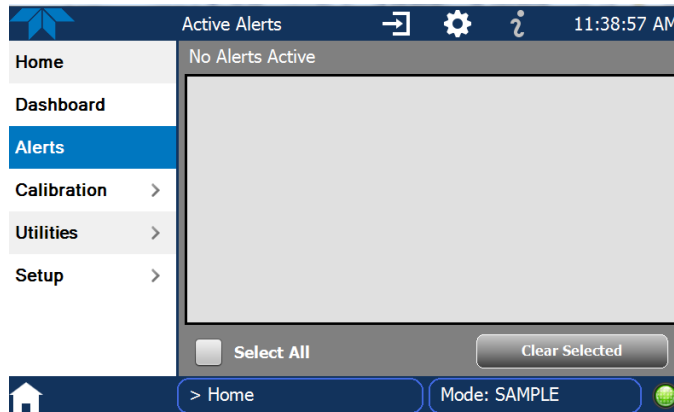 Active Alerts
11:38:57 AM
Home
No Alerts Active
Dashboard
Alerts
Calibration >
Utilities >
Setup >
Select All
Clear Selected
> Home
Mode: SAMPLE